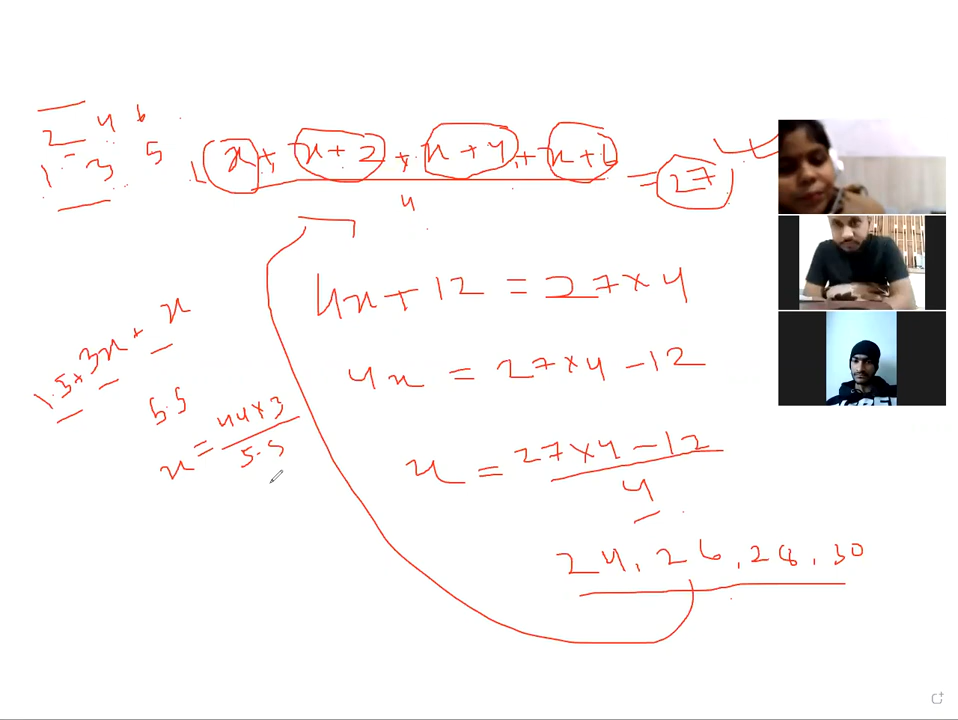 2 4 6
1 3 5
x + x+2 + x+4 + x+6 = 27
4
4x + 12 = 27 × 4
4x = 27 × 4 - 12
x = 27 × 4 - 12
4
24, 26, 28, 30
1.5 + 3x + x
5.5
x = 44 × 3
5.5